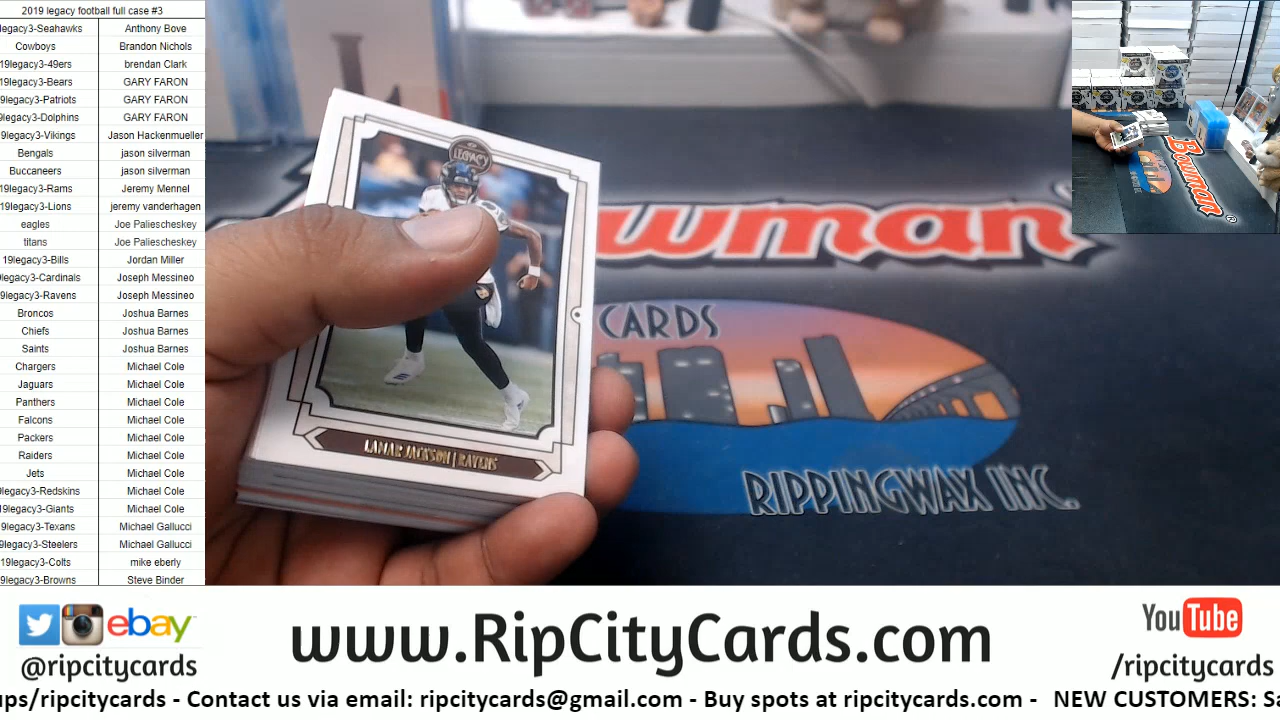 2019 legacy football full case #3
legacy3-Seahawks Anthony Bove
Cowboys Brandon Nichols
19legacy3-49ers brendan Clark
9legacy3-Bears GARY FARON
9legacy3-Patriots GARY FARON
9legacy3-Dolphins GARY FARON
9legacy3-Vikings Jason Hackenmueller
Bengals jason silverman
Buccaneers jason silverman
9legacy3-Rams Jeremy Mennel
9legacy3-Lions jeremy vanderhagen
eagles Joe Paliescheskey
titans Joe Paliescheskey
19legacy3-Bills Jordan Miller
legacy3-Cardinals Joseph Messineo
9legacy3-Ravens Joseph Messineo
Broncos Joshua Barnes
Chiefs Joshua Barnes
Saints Joshua Barnes
Chargers Michael Cole
Jaguars Michael Cole
Panthers Michael Cole
Falcons Michael Cole
Packers Michael Cole
Raiders Michael Cole
Jets Michael Cole
legacy3-Redskins Michael Cole
9legacy3-Giants Michael Cole
9legacy3-Texans Michael Gallucci
9legacy3-Steelers Michael Gallucci
19legacy3-Colts mike eberly
9legacy3-Browns Steve Binder
LEGACY
LAMAR JACKSON | RAVENS
wman
CARDS
RIPPINGWAX INC.
Bowman
ebay
@ripcitycards
www.RipCityCards.com
YouTube
/ripcitycards
ups/ripcitycards - Contact us via email: ripcitycards@gmail.com - Buy spots at ripcitycards.com - NEW CUSTOMERS: Sa